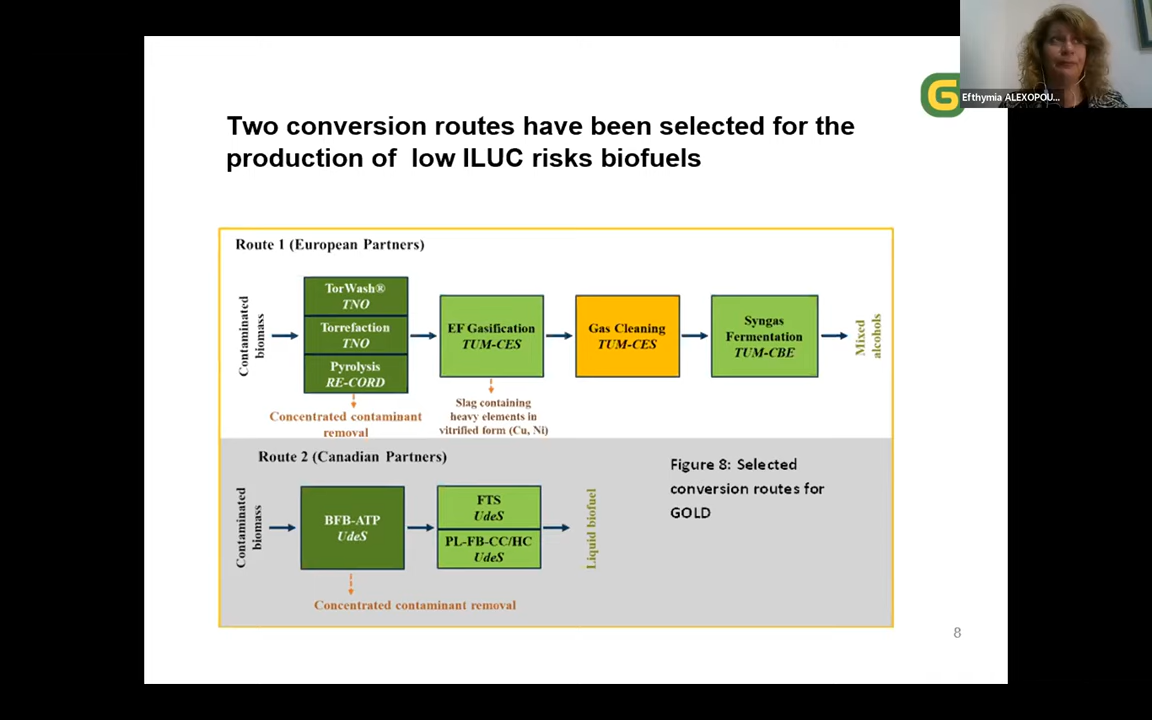 G
Efthymia ALEXOPOU...
Two conversion routes have been selected for the
production of low ILUC risks biofuels
Route 1 (European Partners)
Contaminated
biomass
TorWash®
TNO
Torrefaction
TNO
Pyrolysis
RE-CORD
Concentrated contaminant
removal
EF Gasification
TUM-CES
Slag containing
heavy elements in
vitrified form (Cu, Ni)
Gas Cleaning
TUM-CES
Syngas
Fermentation
TUM-CBE
Mixed
alcohols
Route 2 (Canadian Partners)
Contaminated
biomass
BFB-ATP
UdeS
Concentrated contaminant removal
FTS
UdeS
PL-FB-CC/HC
UdeS
Liquid biofuel
Figure 8: Selected
conversion routes for
GOLD
8